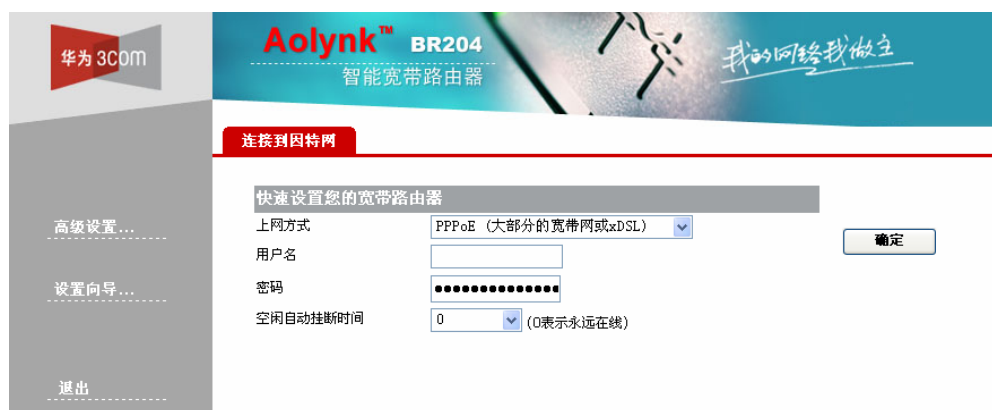 华为 3COM
Aolynk™ BR204
智能宽带路由器
我的网络我做主
连接到因特网
快速设置您的宽带路由器
上网方式
PPPoE (大部分的宽带网或xDSL)
确定
用户名
密码
空闲自动挂断时间
0
(0表示永远在线)
高级设置...
设置向导...
退出